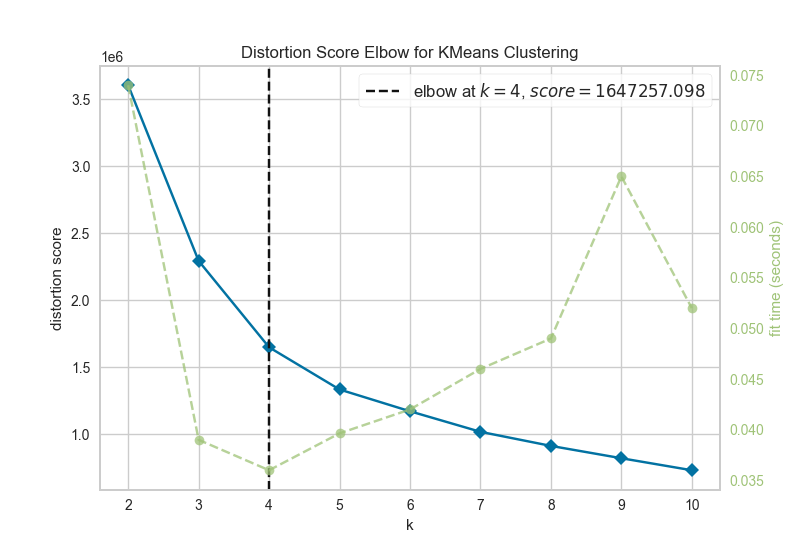 Distortion Score Elbow for KMeans Clustering
1e6
elbow at k = 4, score = 1647257.098
3.5
3.0
2.5
2.0
1.5
1.0
distortion score
0.075
0.070
0.065
0.060
0.055
0.050
0.045
0.040
0.035
fit time (seconds)
2 3 4 5 6 7 8 9 10
k